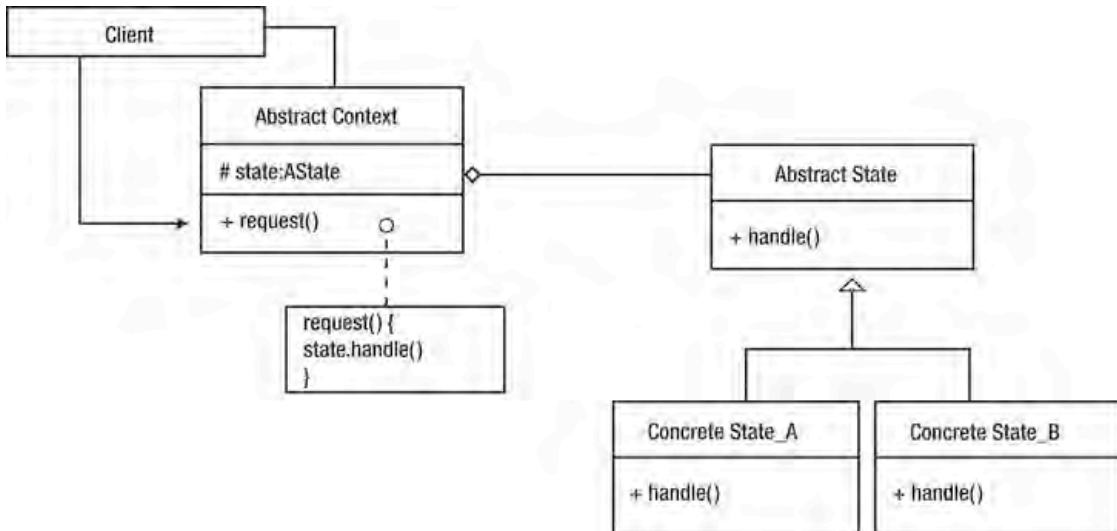 Client
Abstract Context
# state:AState
+ request()
request() {
state.handle()
}
Abstract State
+ handle()
Concrete State_A
+ handle()
Concrete State_B
+ handle()